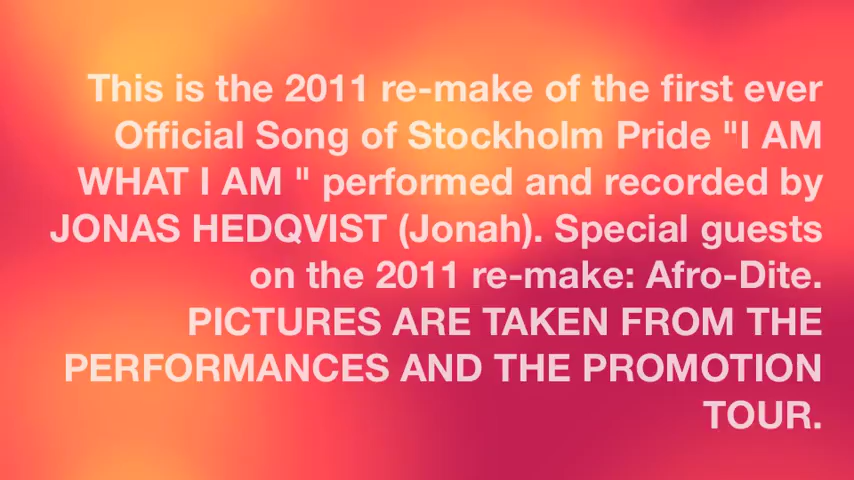 This is the 2011 re-make of the first ever
Official Song of Stockholm Pride "I AM
WHAT I AM " performed and recorded by
JONAS HEDQVIST (Jonah). Special guests
on the 2011 re-make: Afro-Dite.
PICTURES ARE TAKEN FROM THE
PERFORMANCES AND THE PROMOTION
TOUR.